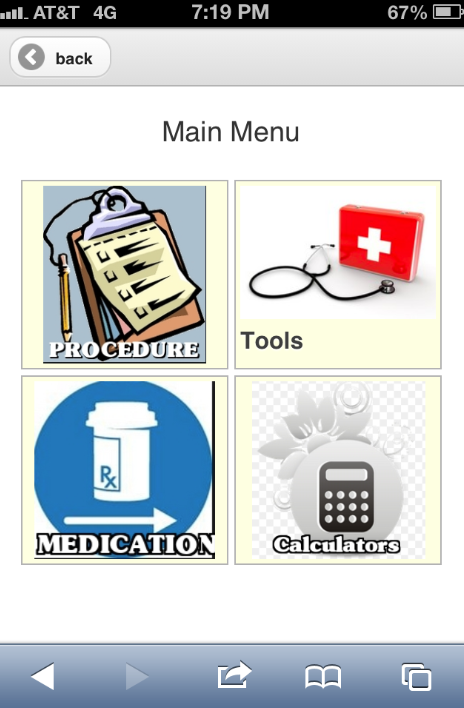 AT&T 4G 7:19 PM 67%
back
Main Menu
PROCEDURE
Tools
Rx
MEDICATION
Calculators